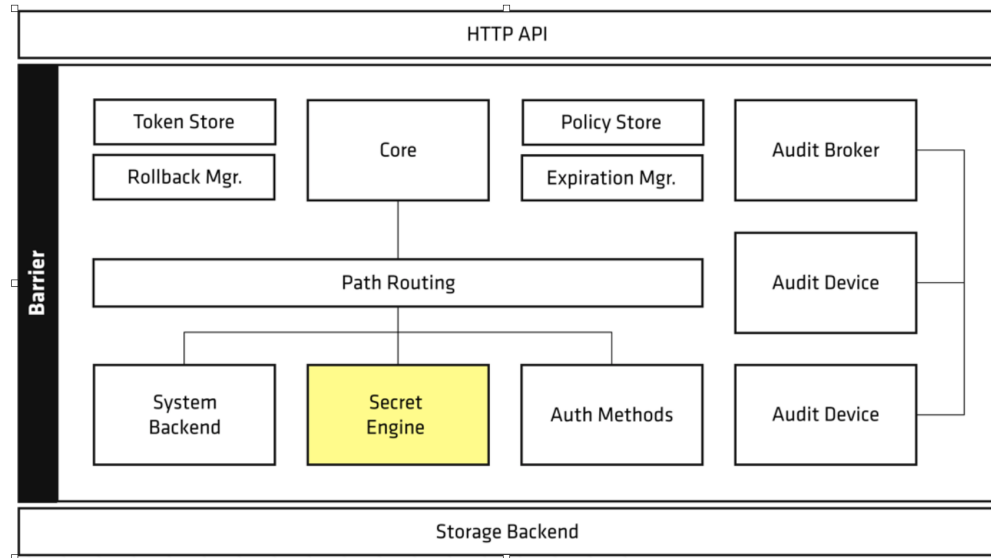 HTTP API
Barrier
Token Store
Rollback Mgr.
Core
Policy Store
Expiration Mgr.
Audit Broker
Path Routing
Audit Device
System
Backend
Secret
Engine
Auth Methods
Audit Device
Storage Backend